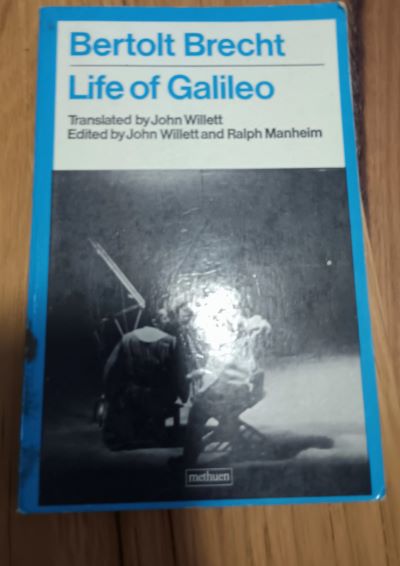 Bertolt Brecht
Life of Galileo
Translated by John Willett
Edited by John Willett and Ralph Manheim
methuen